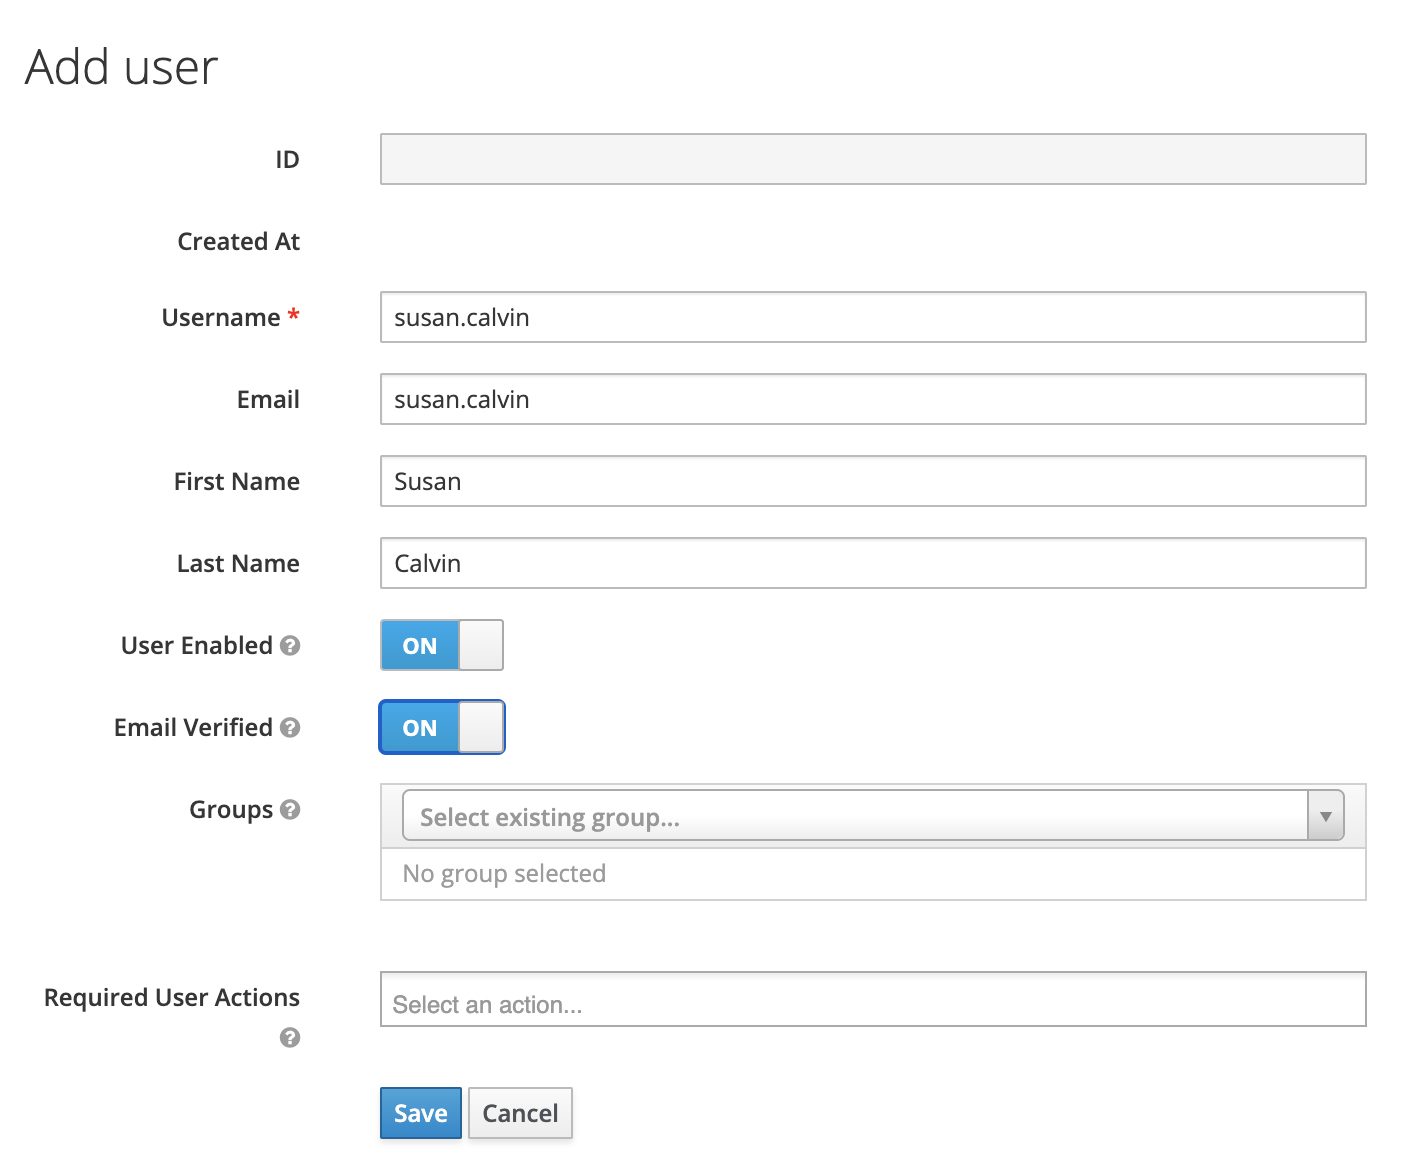 Add user
ID
Created At
Username *
susan.calvin
Email
susan.calvin
First Name
Susan
Last Name
Calvin
User Enabled ?
ON
Email Verified ?
ON
Groups ?
Select existing group...
No group selected
Required User Actions
?
Select an action...
Save Cancel